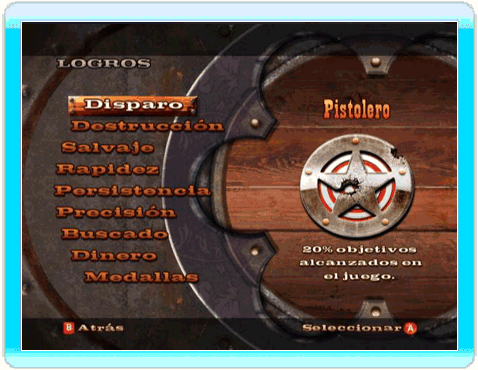 LOGROS
Disparo
Destrucción
Salvaje
Rapidez
Persistencia
Precisión
Buscado
Dinero
Medallas
Pistolero
20% objetivos
alcanzados en
el juego.
B Atrás
Seleccionar A